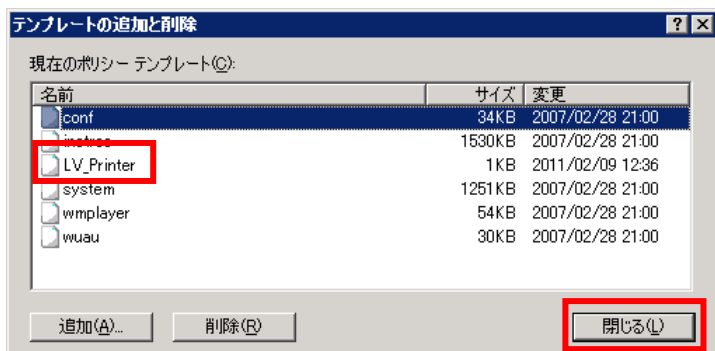 テンプレートの追加と削除
現在のポリシー テンプレート(C):
名前 サイズ 変更
conf 34KB 2007/02/28 21:00
inetres 1530KB 2007/02/28 21:00
LV_Printer 1KB 2011/02/09 12:36
system 1251KB 2007/02/28 21:00
wmplayer 54KB 2007/02/28 21:00
wuau 30KB 2007/02/28 21:00
追加(A)... 削除(R) 閉じる(L)